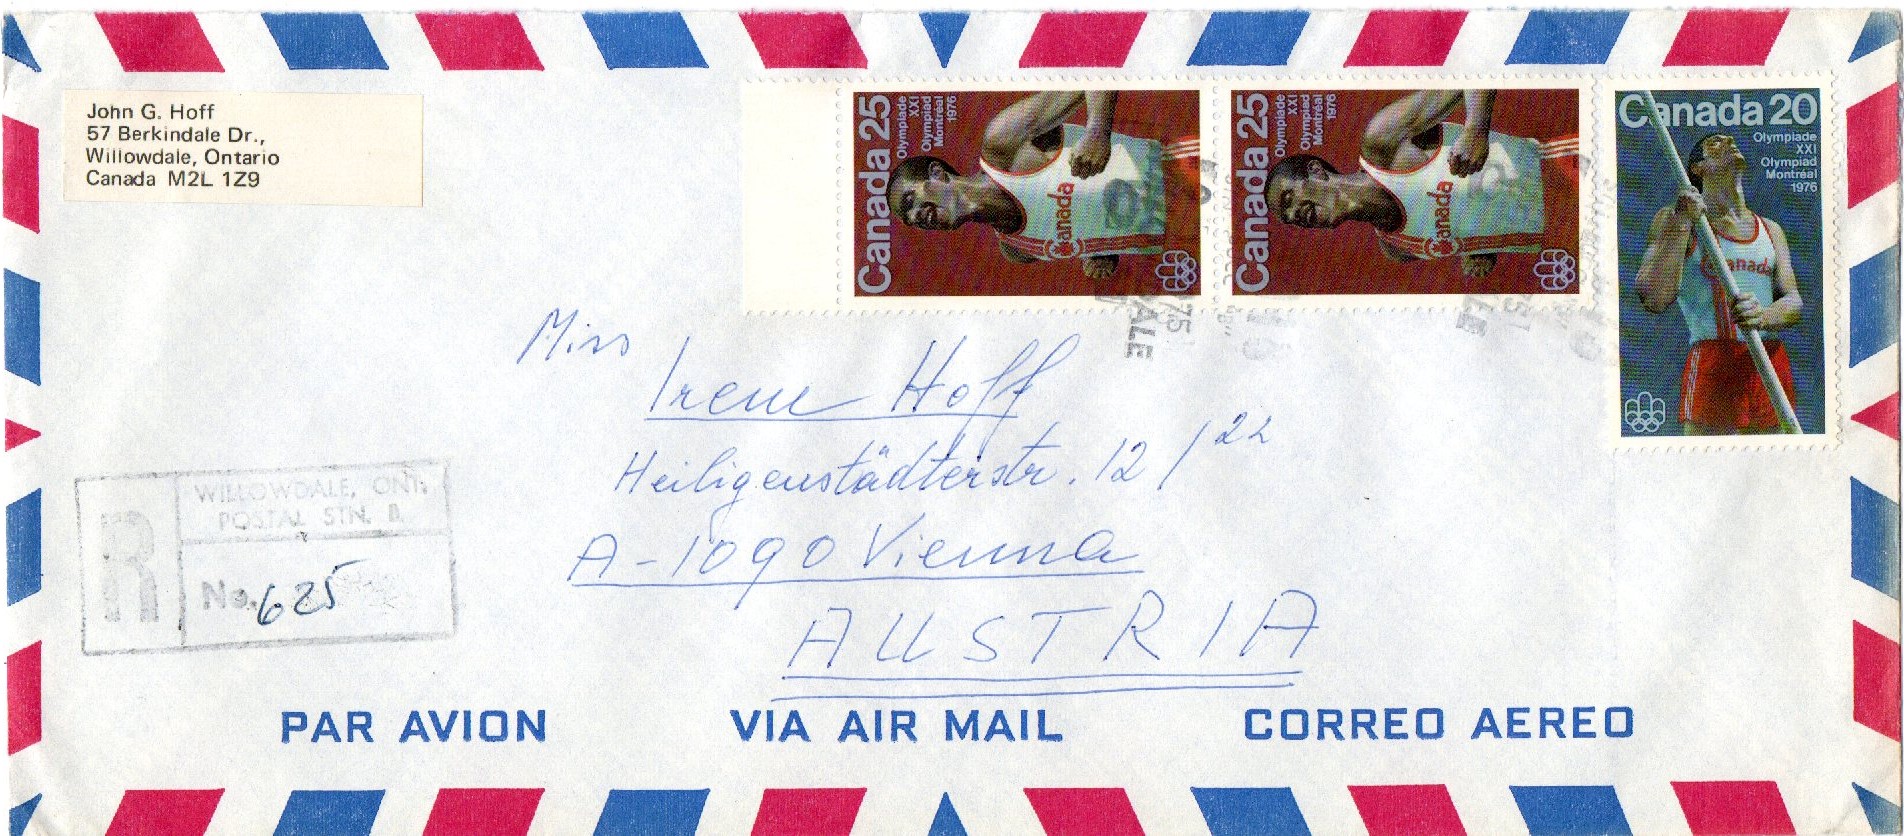 John G. Hoff
57 Berkindale Dr.,
Willowdale, Ontario
Canada M2L 1Z9
Canada 25
Olympiade
XXI
Olympiad
Montréal
1976
Canada
Canada 25
Olympiade
XXI
Olympiad
Montréal
1976
Canada
Canada 20
Olympiade
XXI
Olympiad
Montréal
1976
Canada
Miss
Irene Hoff
Heiligenstädterstr. 12/22
A-1090 Vienna
AUSTRIA
R
WILLOWDALE, ONT.
POSTAL STN.
No. 625
PAR AVION
VIA AIR MAIL
CORREO AEREO